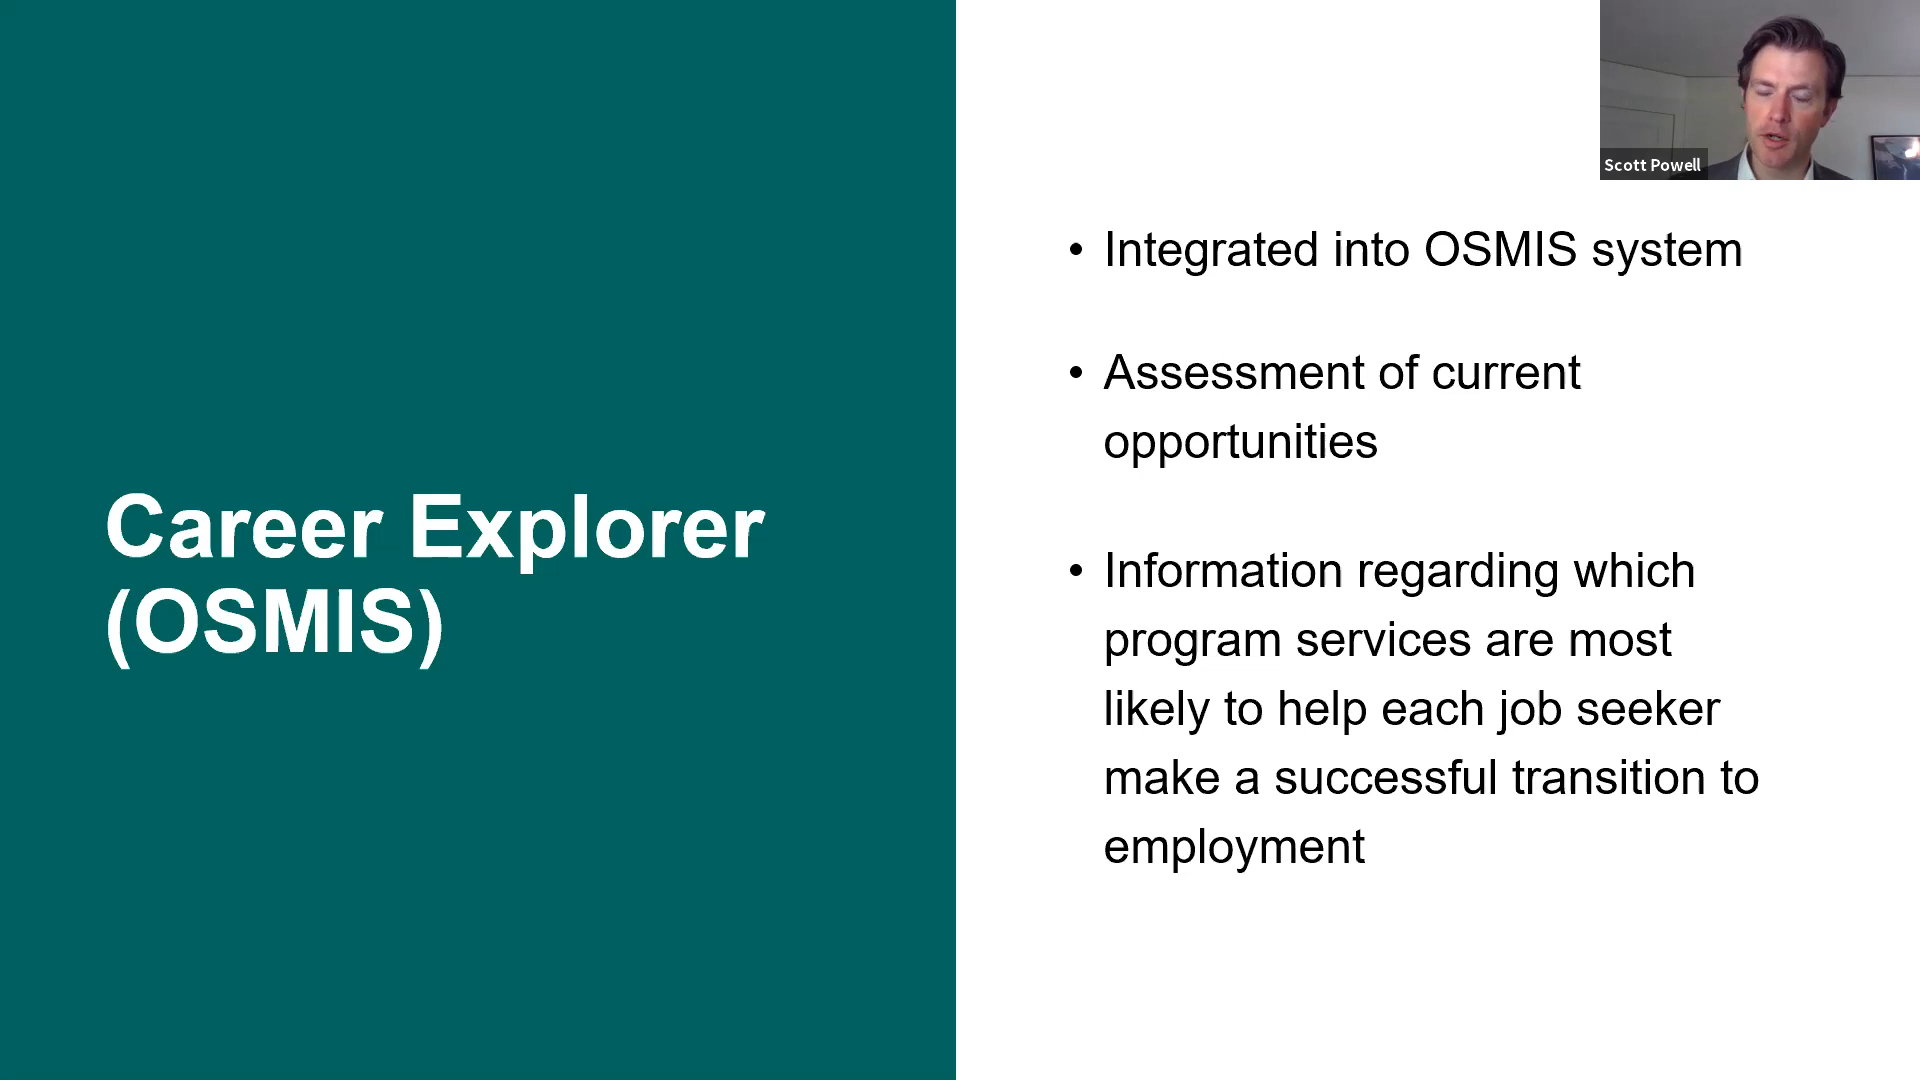 Scott Powell
Career Explorer
(OSMIS)
• Integrated into OSMIS system
• Assessment of current
opportunities
• Information regarding which
program services are most
likely to help each job seeker
make a successful transition to
employment